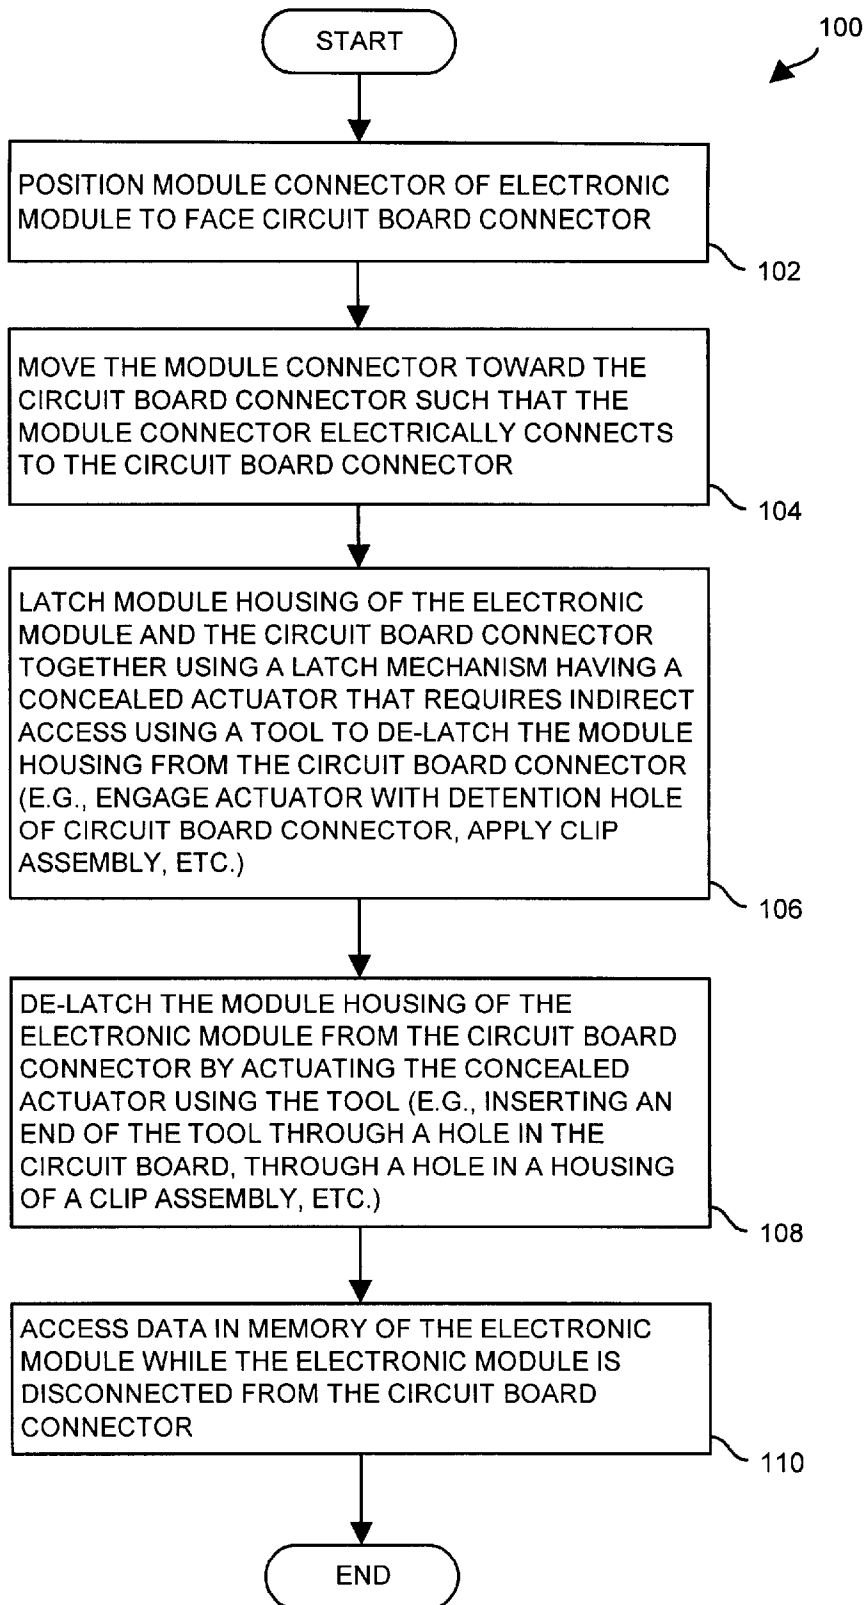 START
100
POSITION MODULE CONNECTOR OF ELECTRONIC
MODULE TO FACE CIRCUIT BOARD CONNECTOR
102
MOVE THE MODULE CONNECTOR TOWARD THE
CIRCUIT BOARD CONNECTOR SUCH THAT THE
MODULE CONNECTOR ELECTRICALLY CONNECTS
TO THE CIRCUIT BOARD CONNECTOR
104
LATCH MODULE HOUSING OF THE ELECTRONIC
MODULE AND THE CIRCUIT BOARD CONNECTOR
TOGETHER USING A LATCH MECHANISM HAVING A
CONCEALED ACTUATOR THAT REQUIRES INDIRECT
ACCESS USING A TOOL TO DE-LATCH THE MODULE
HOUSING FROM THE CIRCUIT BOARD CONNECTOR
(E.G., ENGAGE ACTUATOR WITH DETENTION HOLE
OF CIRCUIT BOARD CONNECTOR, APPLY CLIP
ASSEMBLY, ETC.)
106
DE-LATCH THE MODULE HOUSING OF THE
ELECTRONIC MODULE FROM THE CIRCUIT BOARD
CONNECTOR BY ACTUATING THE CONCEALED
ACTUATOR USING THE TOOL (E.G., INSERTING AN
END OF THE TOOL THROUGH A HOLE IN THE
CIRCUIT BOARD, THROUGH A HOLE IN A HOUSING
OF A CLIP ASSEMBLY, ETC.)
108
ACCESS DATA IN MEMORY OF THE ELECTRONIC
MODULE WHILE THE ELECTRONIC MODULE IS
DISCONNECTED FROM THE CIRCUIT BOARD
CONNECTOR
110
END